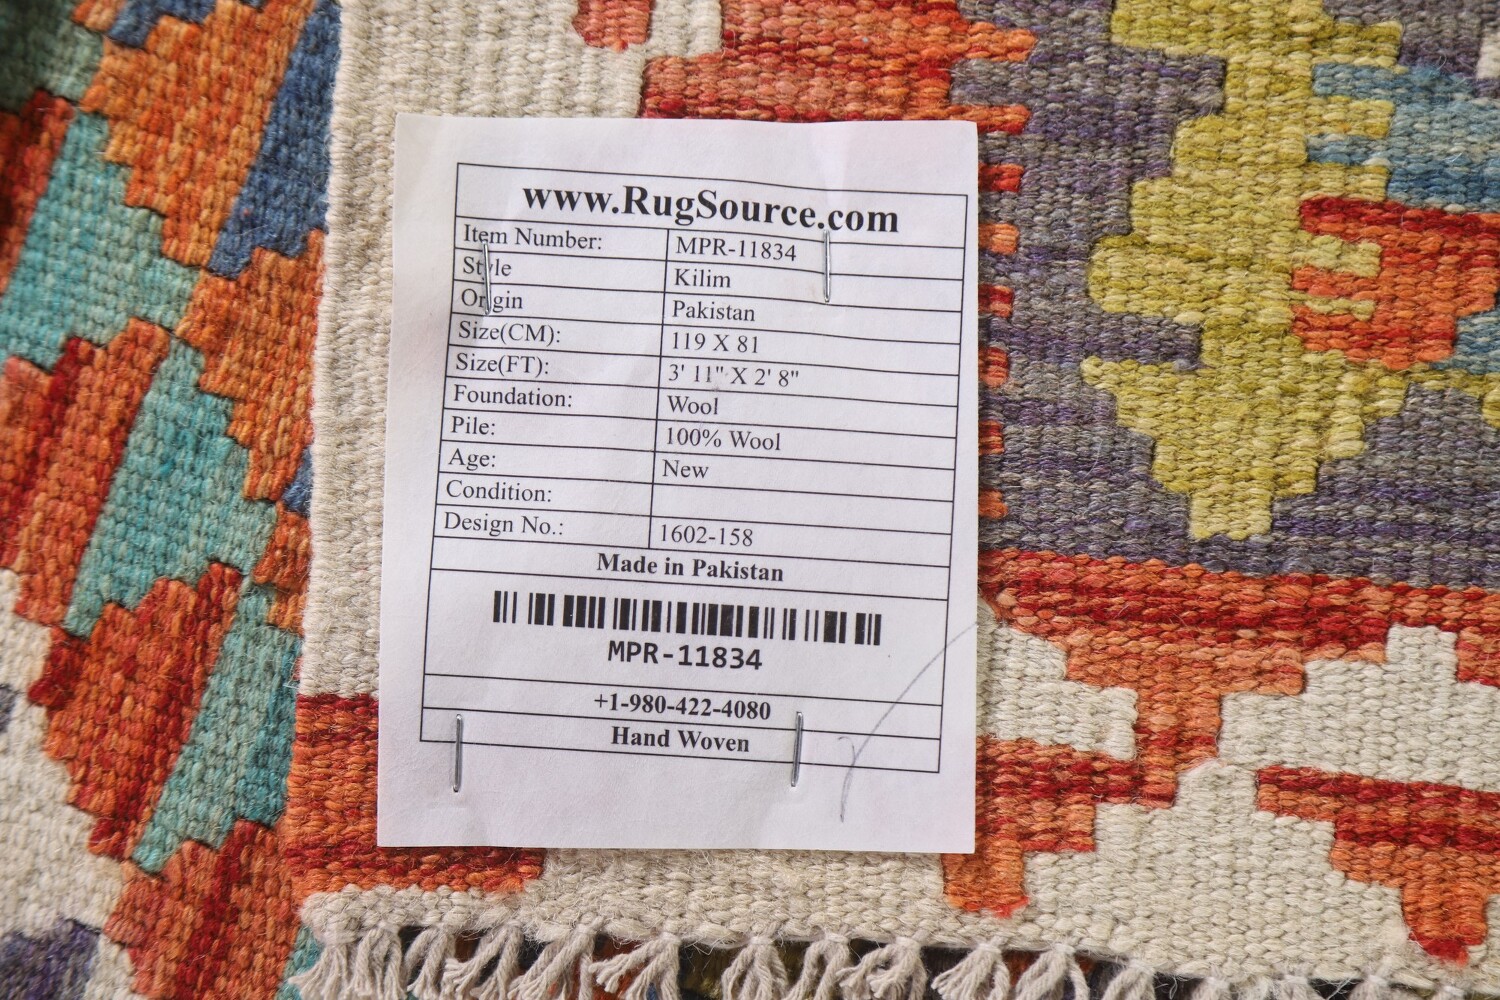 www.RugSource.com
Item Number: MPR-11834
Style Kilim
Origin Pakistan
Size(CM): 119 X 81
Size(FT): 3' 11" X 2' 8"
Foundation: Wool
Pile: 100% Wool
Age: New
Condition:
Design No.: 1602-158
Made in Pakistan
MPR-11834
+1-980-422-4080
Hand Woven